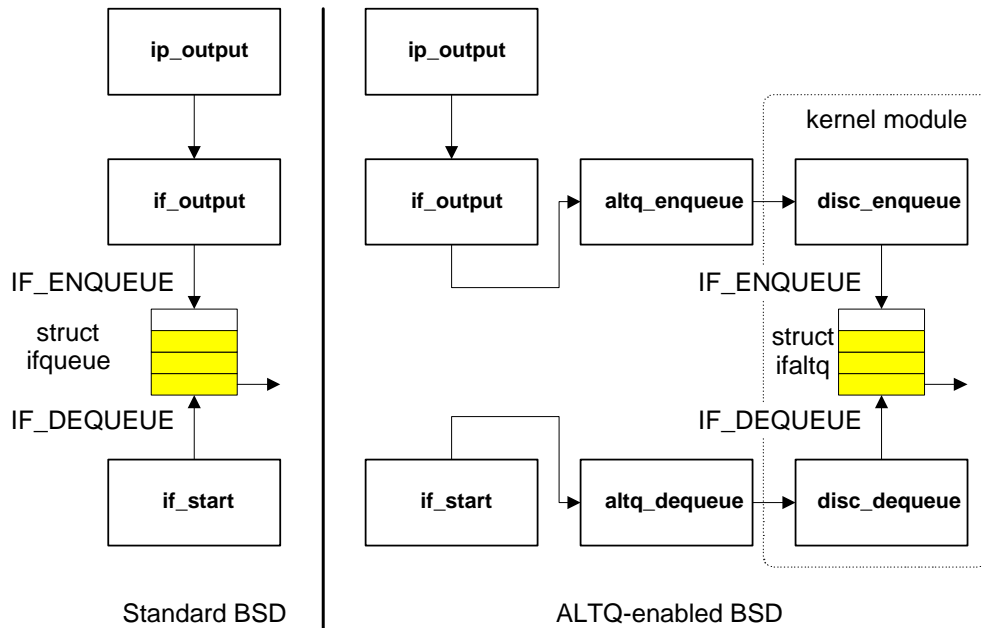 ip_output
if_output
IF_ENQUEUE
struct
ifqueue
IF_DEQUEUE
if_start
Standard BSD
ip_output
kernel module
if_output
altq_enqueue
disc_enqueue
IF_ENQUEUE
struct
ifaltq
IF_DEQUEUE
if_start
altq_dequeue
disc_dequeue
ALTQ-enabled BSD